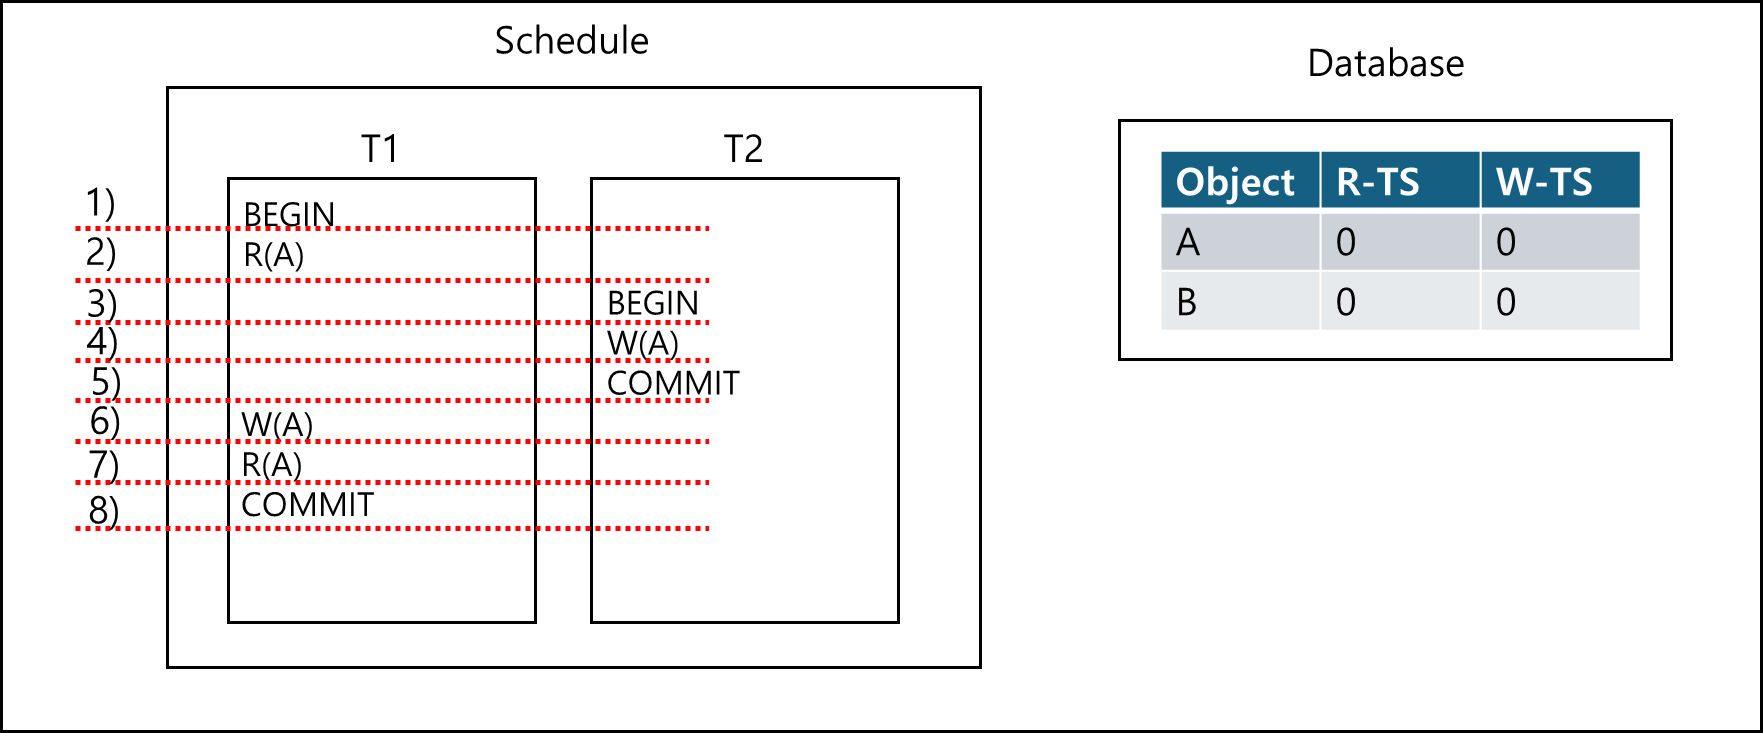 Schedule
Database
T1 T2
1) BEGIN
2) R(A)
3) BEGIN
4) W(A)
5) COMMIT
6) W(A)
7) R(A)
8) COMMIT
Object R-TS W-TS
A 0 0
B 0 0